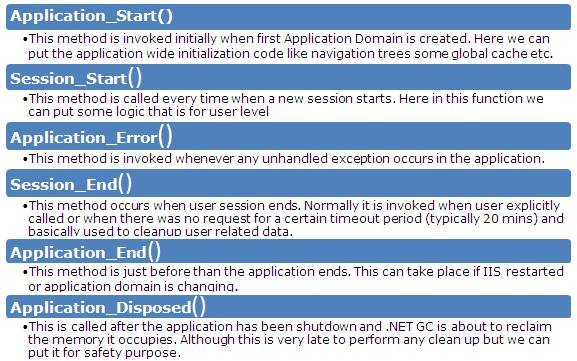 Application_Start()
•This method is invoked initially when first Application Domain is created. Here we can
put the application wide initialization code like navigation trees some global cache etc.
Session_Start()
•This method is called every time when a new session starts. Here in this function we
can put some logic that is for user level
Application_Error()
•This method is invoked whenever any unhandled exception occurs in the application.
Session_End()
•This method occurs when user session ends. Normally it is invoked when user explicitly
called or when there was no request for a certain timeout period (typically 20 mins) and
basically used to cleanup user related data.
Application_End()
•This method is just before than the application ends. This can take place if IIS restarted
or application domain is changing.
Application_Disposed()
•This is called after the application has been shutdown and .NET GC is about to reclaim
the memory it occupies. Although this is very late to perform any clean up but we can
put it for safety purpose.